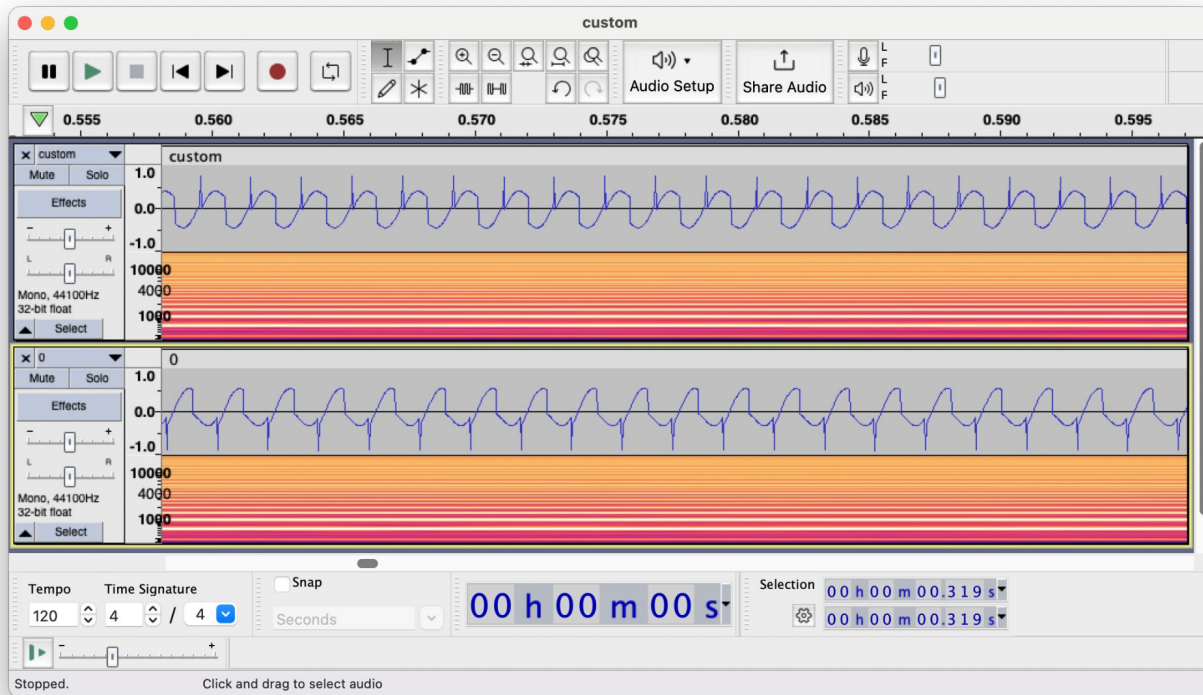 custom
L
F
Audio Setup
Share Audio
L
F
0.555 0.560 0.565 0.570 0.575 0.580 0.585 0.590 0.595
custom
Mute Solo
Effects
- +
L R
Mono, 44100Hz
32-bit float
Select
1.0
0.0
-1.0
10000
4000
1000
custom
0
Mute Solo
Effects
- +
L R
Mono, 44100Hz
32-bit float
Select
1.0
0.0
-1.0
10000
4000
1000
0
Tempo Time Signature
120 4 / 4
Snap
Seconds
00 h 00 m 00 s
Selection
00 h 00 m 00.319 s
00 h 00 m 00.319 s
- +
Stopped. Click and drag to select audio